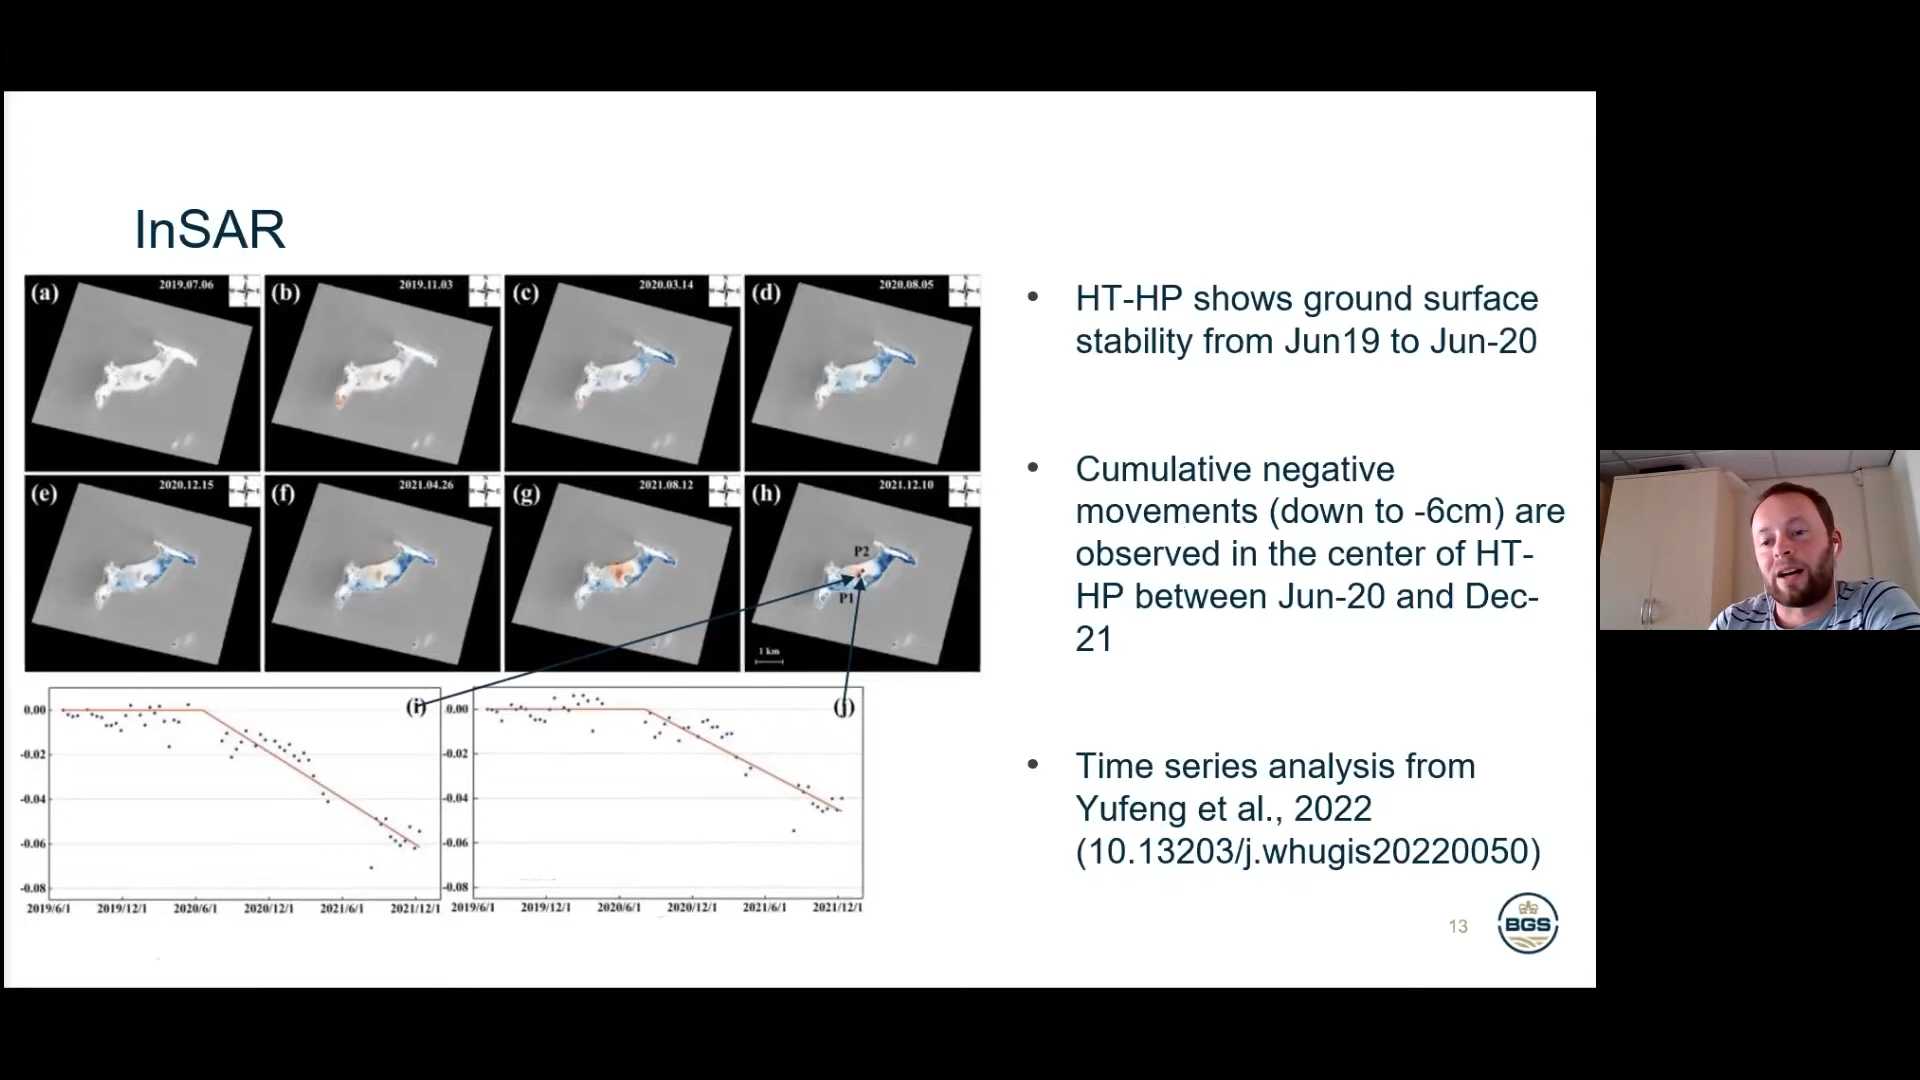 InSAR
(a) 2019.07.06
(b) 2019.11.03
(c) 2020.03.14
(d) 2020.08.05
(e) 2020.12.15
(f) 2021.04.26
(g) 2021.08.12
(h) 2021.12.10
P2
P1
1 km
(i)
0.00
-0.02
-0.04
-0.06
-0.08
2019/6/1 2019/12/1 2020/6/1 2020/12/1 2021/6/1 2021/12/1
(j)
0.00
-0.02
-0.04
-0.06
-0.08
2019/6/1 2019/12/1 2020/6/1 2020/12/1 2021/6/1 2021/12/1
• HT-HP shows ground surface
stability from Jun19 to Jun-20
• Cumulative negative
movements (down to -6cm) are
observed in the center of HT-
HP between Jun-20 and Dec-
21
• Time series analysis from
Yufeng et al., 2022
(10.13203/j.whugis20220050)
13
BGS